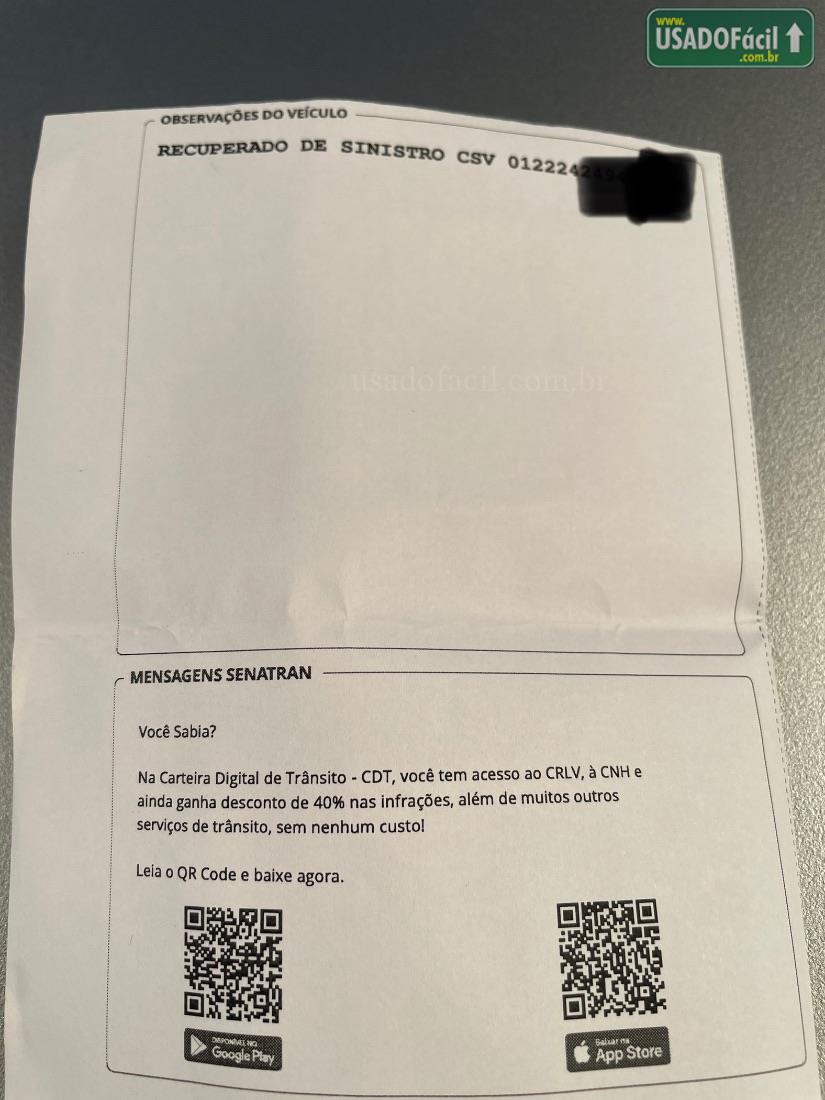 www.
USADOFácil
.com.br
OBSERVAÇÕES DO VEÍCULO
RECUPERADO DE SINISTRO CSV
usadofacil.com.br
MENSAGENS SENATRAN
Você Sabia?
Na Carteira Digital de Trânsito - CDT, você tem acesso ao CRLV, à CNH e
ainda ganha desconto de 40% nas infrações, além de muitos outros
serviços de trânsito, sem nenhum custo!
Leia o QR Code e baixe agora.
DISPONÍVEL NO
Google Play
Baixar na
App Store